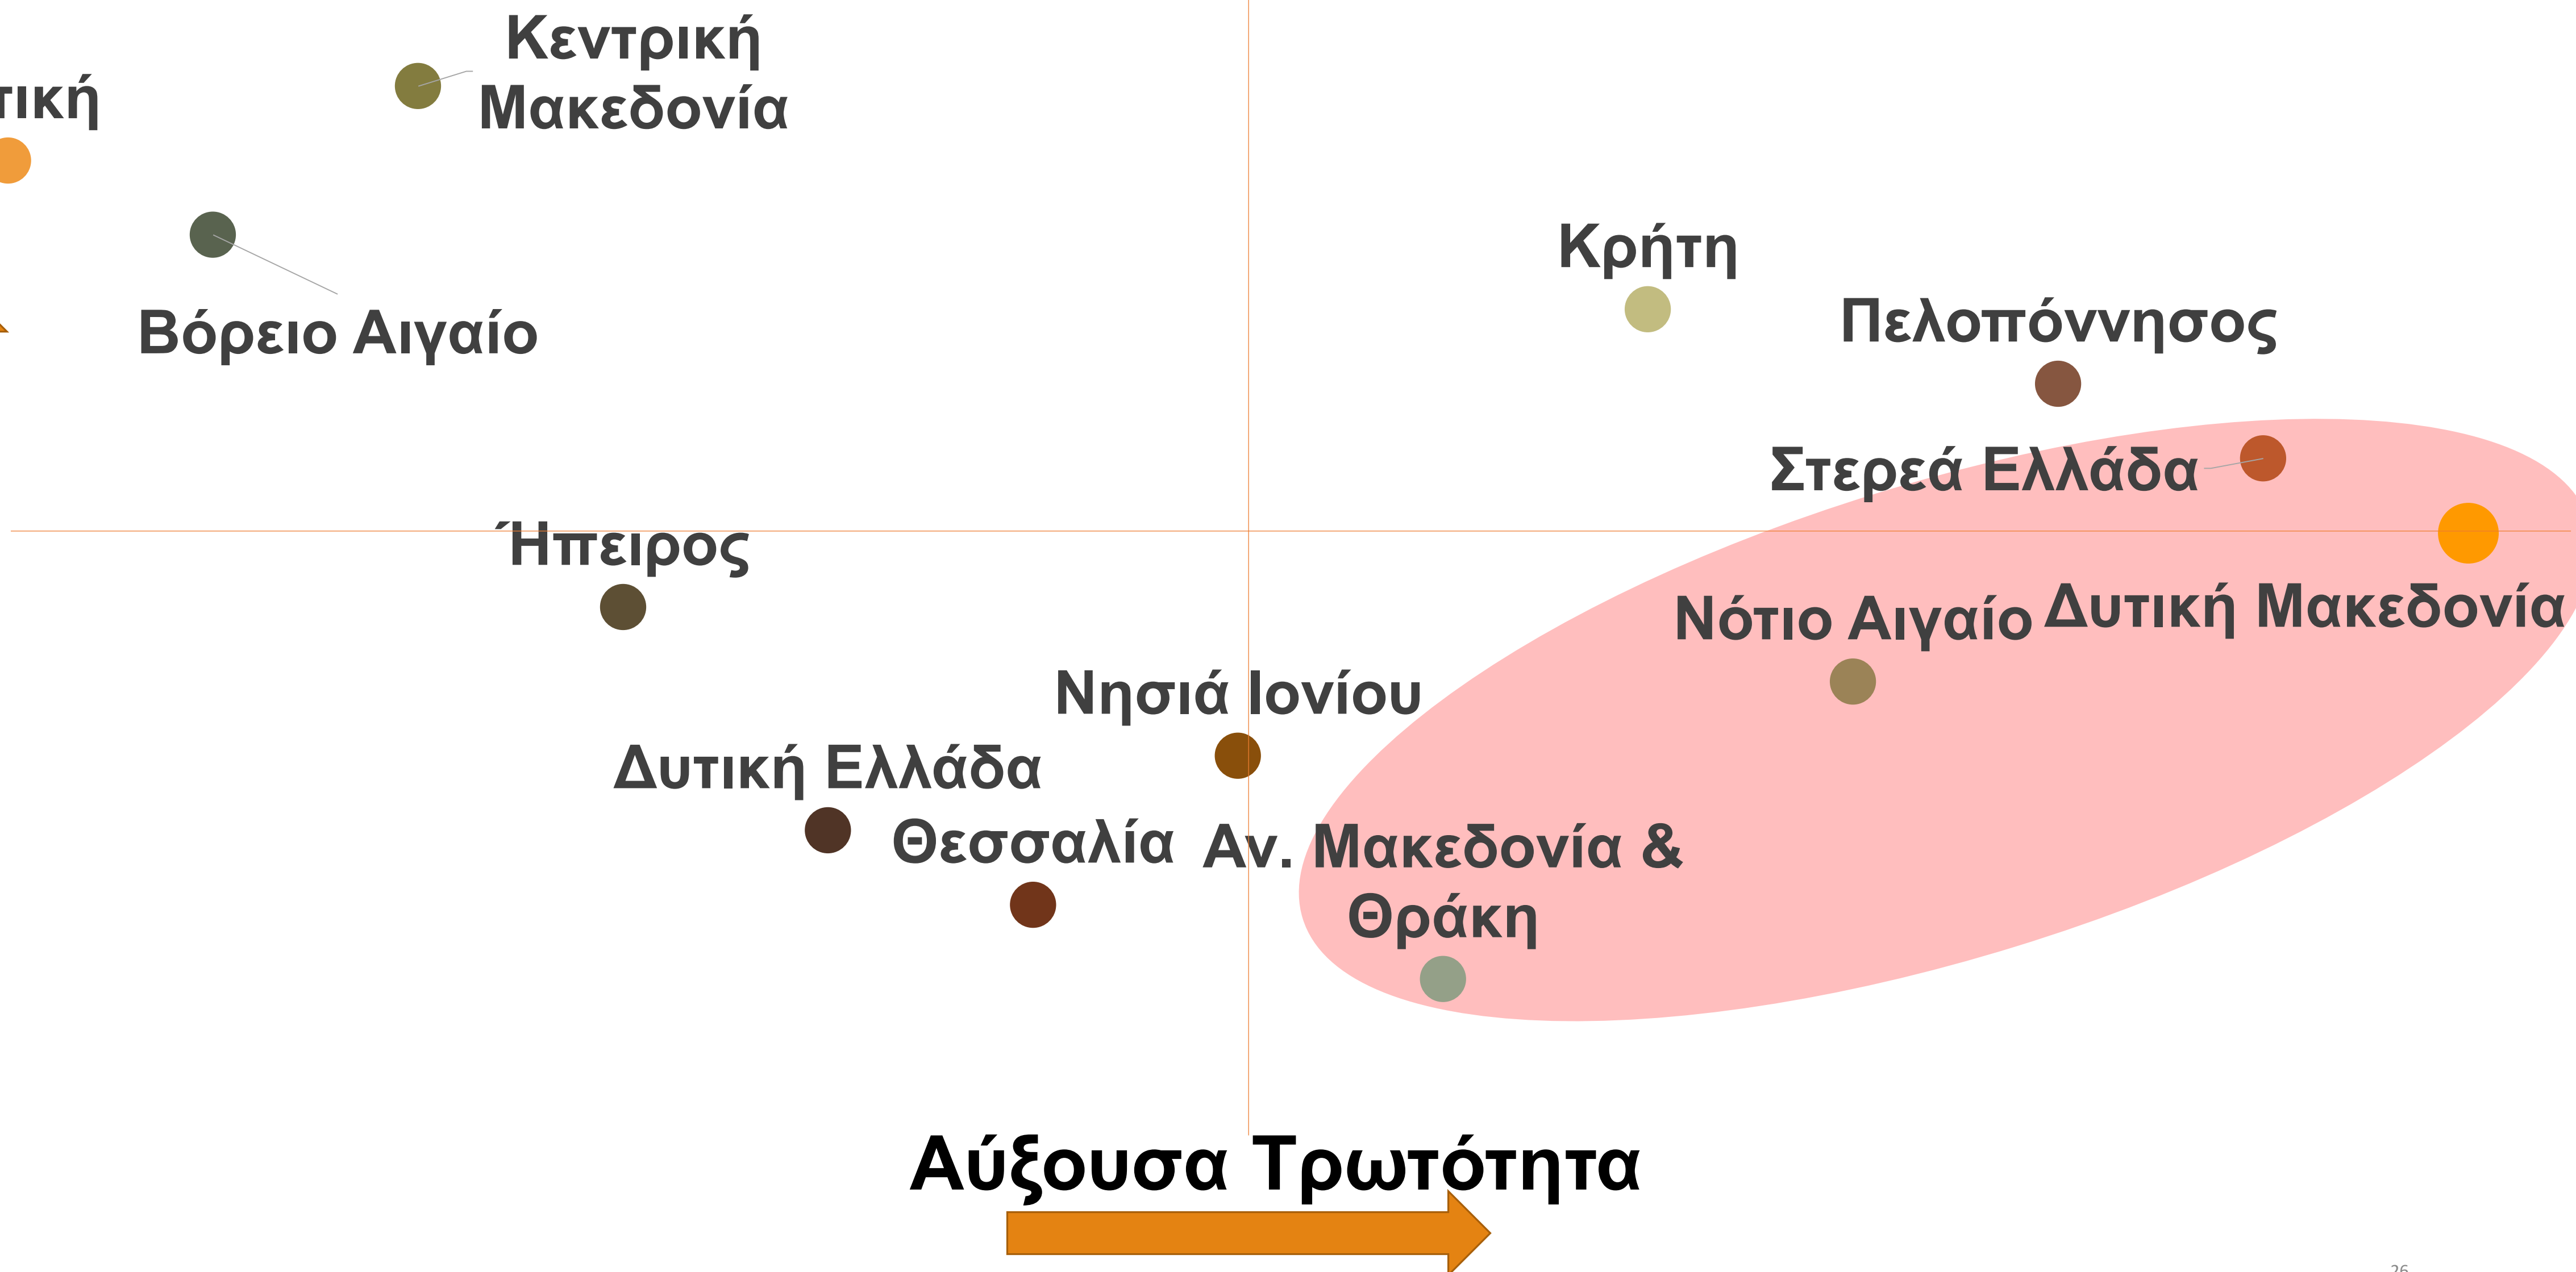 Κεντρική
Μακεδονία
Κρήτη
Πελοπόννησος
Βόρειο Αιγαίο
Στερεά Ελλάδα
Ήπειρος
Νότιο Αιγαίο
Δυτική Μακεδονία
Νησιά Ιονίου
Δυτική Ελλάδα
Θεσσαλία
Αν. Μακεδονία &
Θράκη
Αύξουσα Τρωτότητα